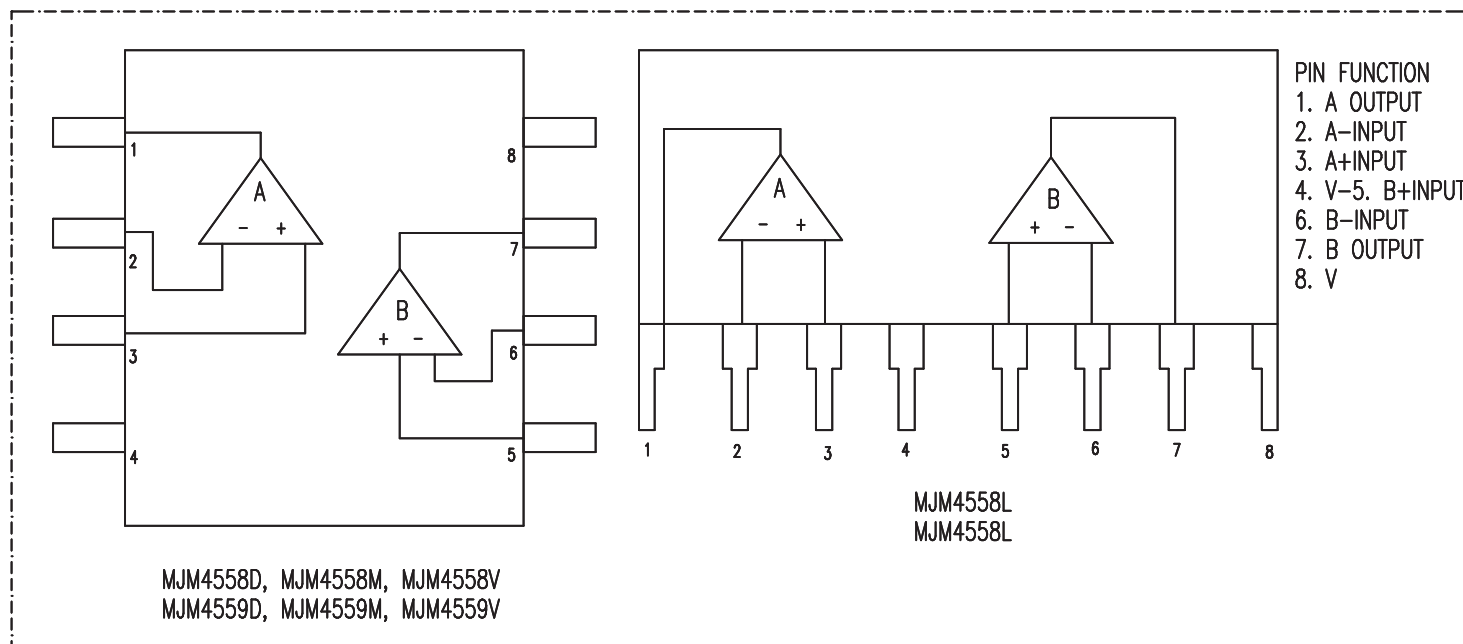 1
2
3
4
8
7
6
5
A
- +
B
+ -
MJM4558D, MJM4558M, MJM4558V
MJM4559D, MJM4559M, MJM4559V
A
- +
B
+ -
1 2 3 4 5 6 7 8
MJM4558L
MJM4558L
PIN FUNCTION
1. A OUTPUT
2. A-INPUT
3. A+INPUT
4. V-5. B+INPUT
6. B-INPUT
7. B OUTPUT
8. V